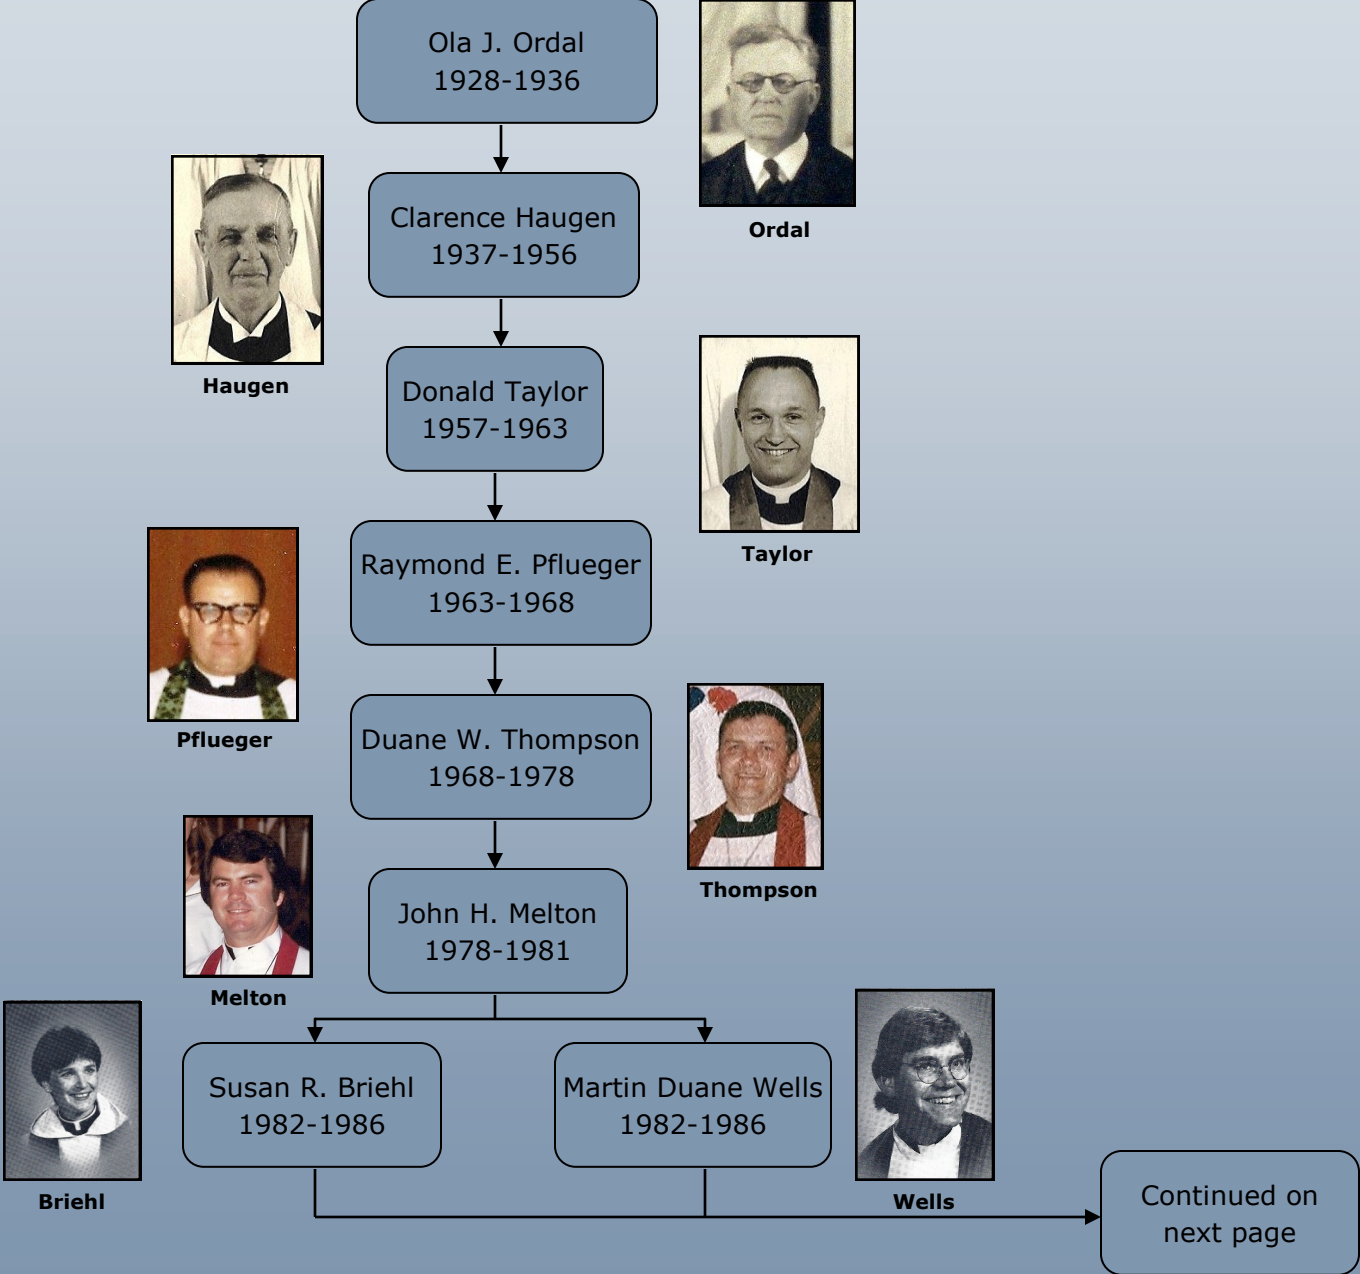 Ola J. Ordal
1928-1936
Ordal
Clarence Haugen
1937-1956
Haugen
Donald Taylor
1957-1963
Taylor
Raymond E. Pflueger
1963-1968
Pflueger
Duane W. Thompson
1968-1978
Thompson
John H. Melton
1978-1981
Melton
Susan R. Briehl
1982-1986
Briehl
Martin Duane Wells
1982-1986
Wells
Continued on
next page